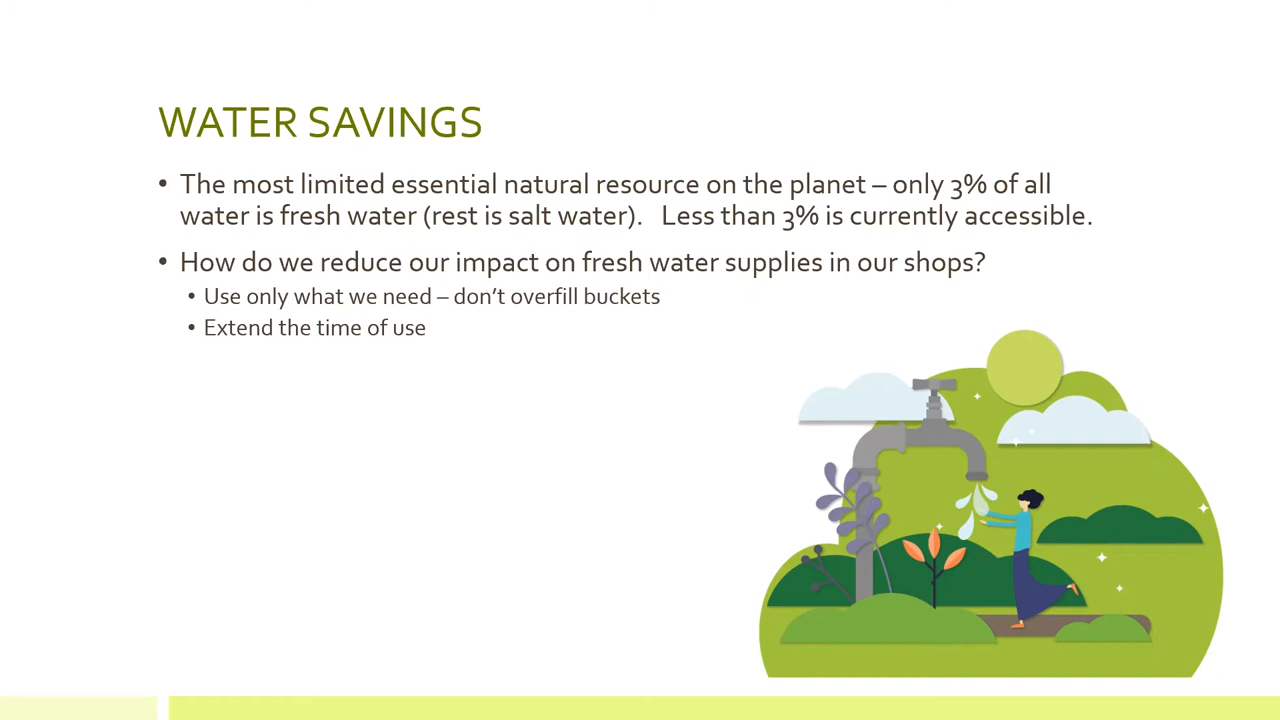 WATER SAVINGS
• The most limited essential natural resource on the planet – only 3% of all
water is fresh water (rest is salt water).   Less than 3% is currently accessible.
• How do we reduce our impact on fresh water supplies in our shops?
• Use only what we need – don’t overfill buckets
• Extend the time of use